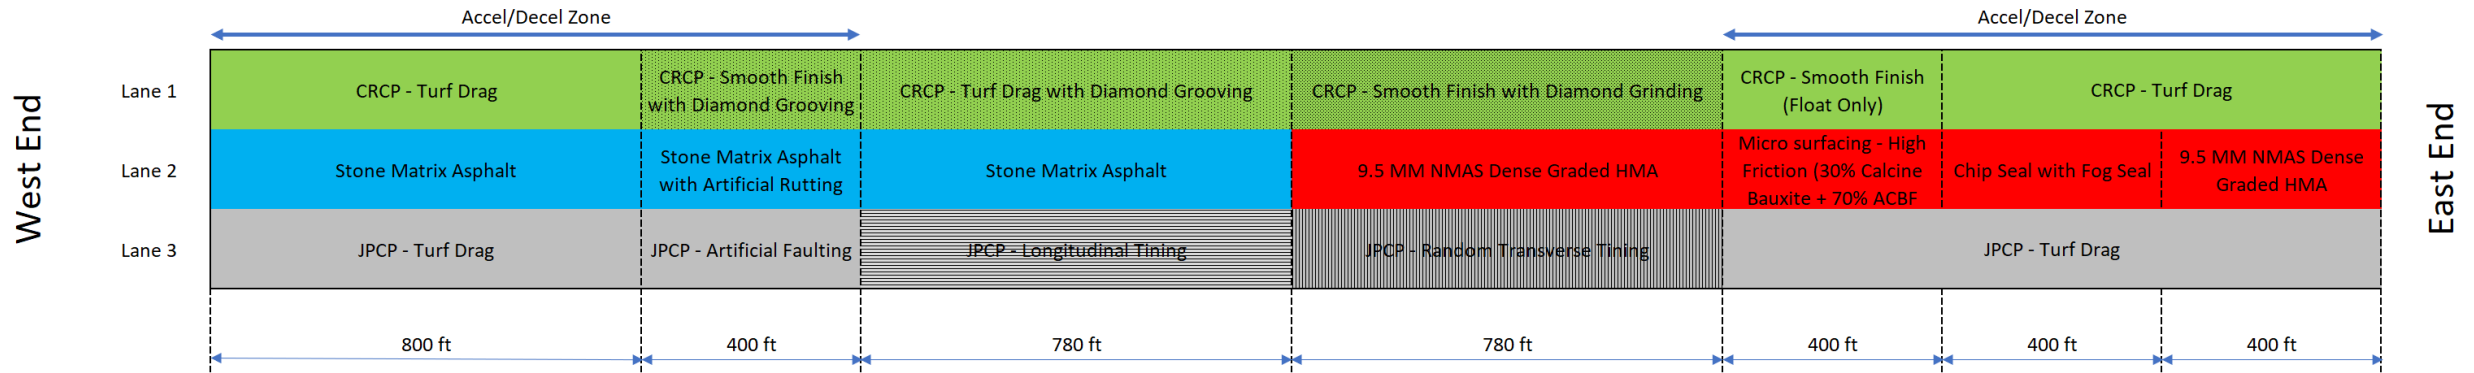 Accel/Decel Zone
Accel/Decel Zone
West End
Lane 1
CRCP - Turf Drag
CRCP - Smooth Finish
with Diamond Grooving
CRCP - Turf Drag with Diamond Grooving
CRCP - Smooth Finish with Diamond Grinding
CRCP - Smooth Finish
(Float Only)
CRCP - Turf Drag
Lane 2
Stone Matrix Asphalt
Stone Matrix Asphalt
with Artificial Rutting
Stone Matrix Asphalt
9.5 MM NMAS Dense Graded HMA
Micro surfacing - High
Friction (30% Calcine
Bauxite + 70% ACBF
Chip Seal with Fog Seal
9.5 MM NMAS Dense
Graded HMA
Lane 3
JPCP - Turf Drag
JPCP - Artificial Faulting
JPCP - Longitudinal Tining
JPCP - Random Transverse Tining
JPCP - Turf Drag
East End
800 ft
400 ft
780 ft
780 ft
400 ft
400 ft
400 ft